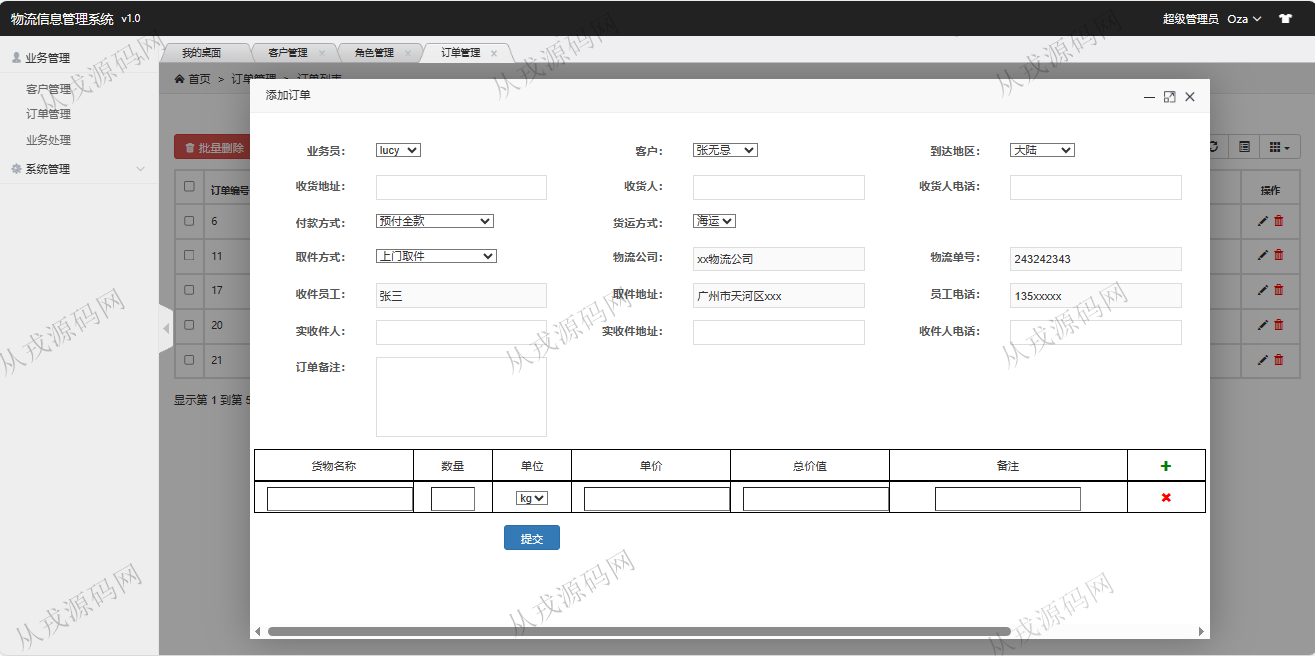 物流信息管理系统 v1.0
超级管理员 Oza
业务管理
客户管理
订单管理
业务处理
系统管理
我的桌面
客户管理 ×
角色管理 ×
订单管理 ×
首页 > 订单管理 > 订单列表
批量删除
订单编号
操作
6
11
17
20
21
显示第 1 到第 5
添加订单
业务员： lucy 客户： 张无忌 到达地区： 大陆
收货地址： 收货人： 收货人电话：
付款方式： 预付全款 货运方式： 海运
取件方式： 上门取件 物流公司： xx物流公司 物流单号： 243242343
收件员工： 张三 取件地址： 广州市天河区xxx 员工电话： 135xxxxx
实收件人： 实收件地址： 收件人电话：
订单备注：
货物名称 数量 单位 单价 总价值 备注
kg
提交
从戎源码网
从戎源码网
从戎源码网
从戎源码网
从戎源码网
从戎源码网
从戎源码网
从戎源码网
从戎源码网